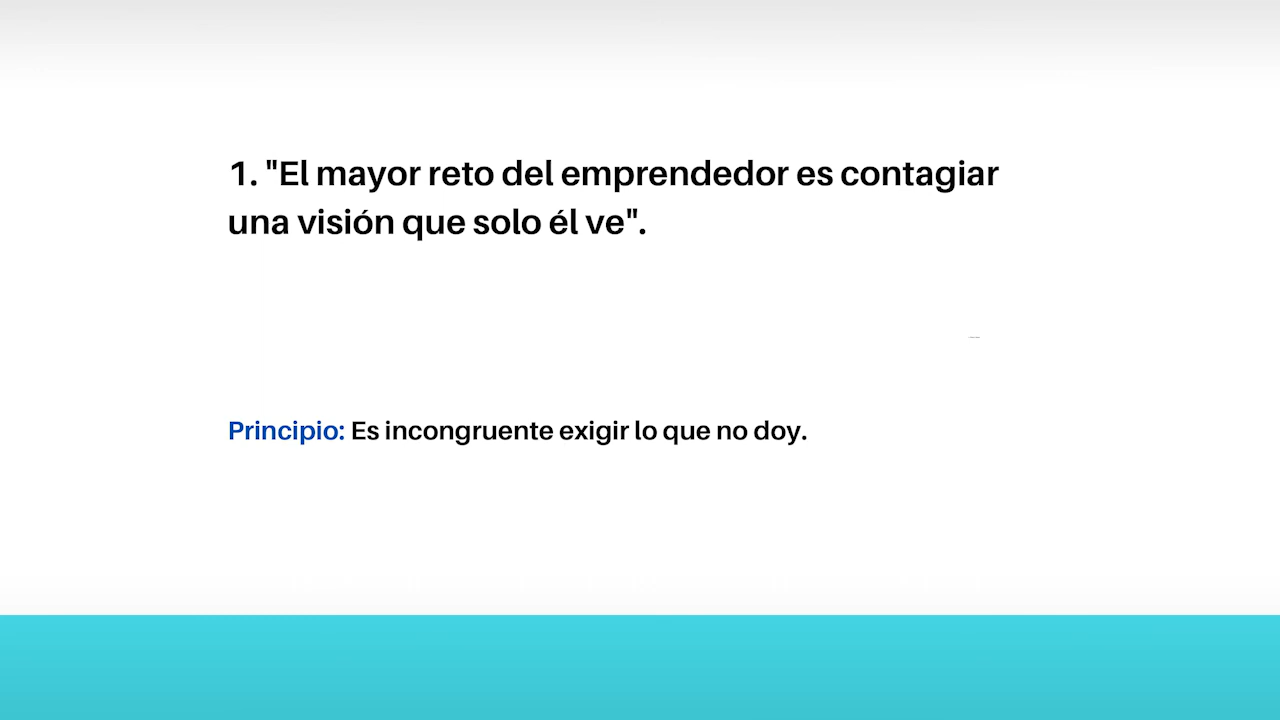 1. "El mayor reto del emprendedor es contagiar
una visión que solo él ve".
Principio: Es incongruente exigir lo que no doy.